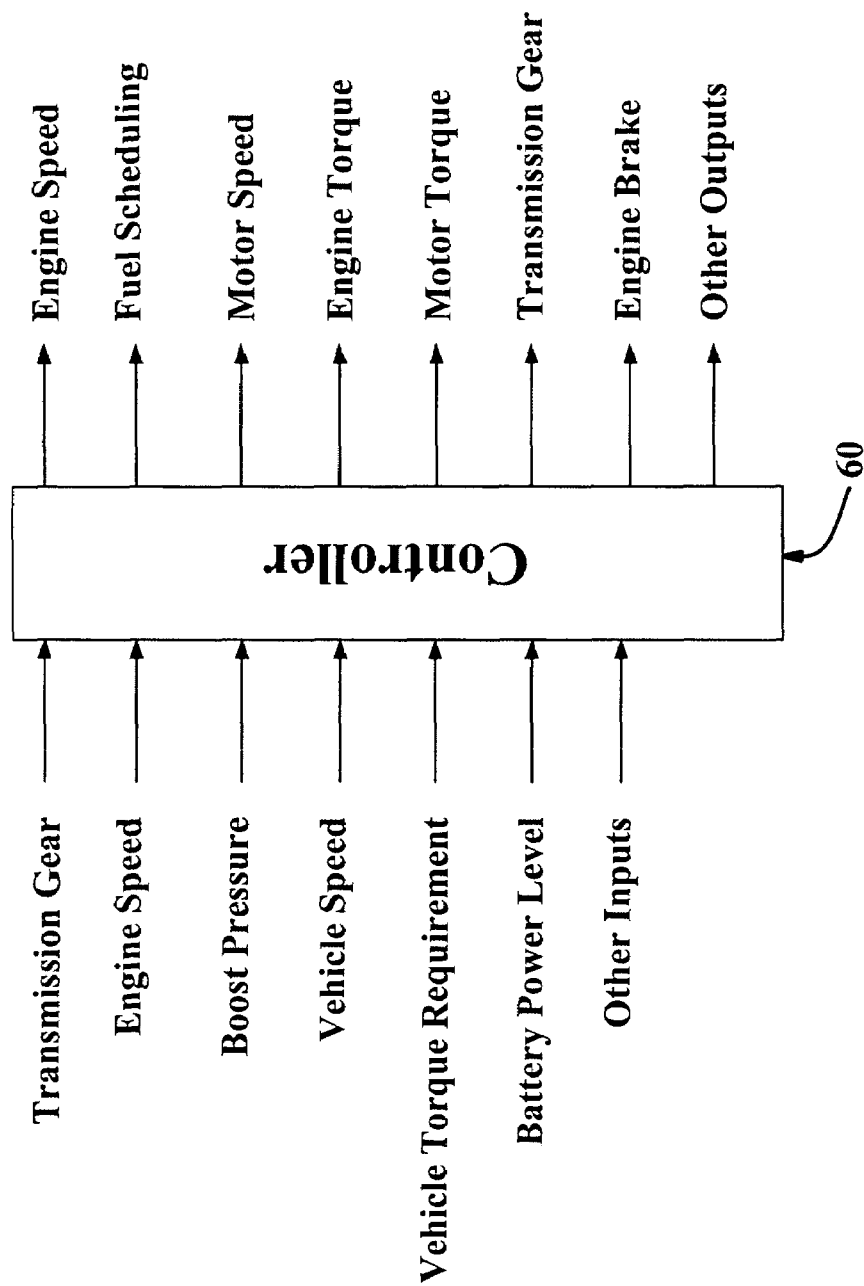 Transmission Gear
Engine Speed
Boost Pressure
Vehicle Speed
Vehicle Torque Requirement
Battery Power Level
Other Inputs
Controller
Engine Speed
Fuel Scheduling
Motor Speed
Engine Torque
Motor Torque
Transmission Gear
Engine Brake
Other Outputs
60